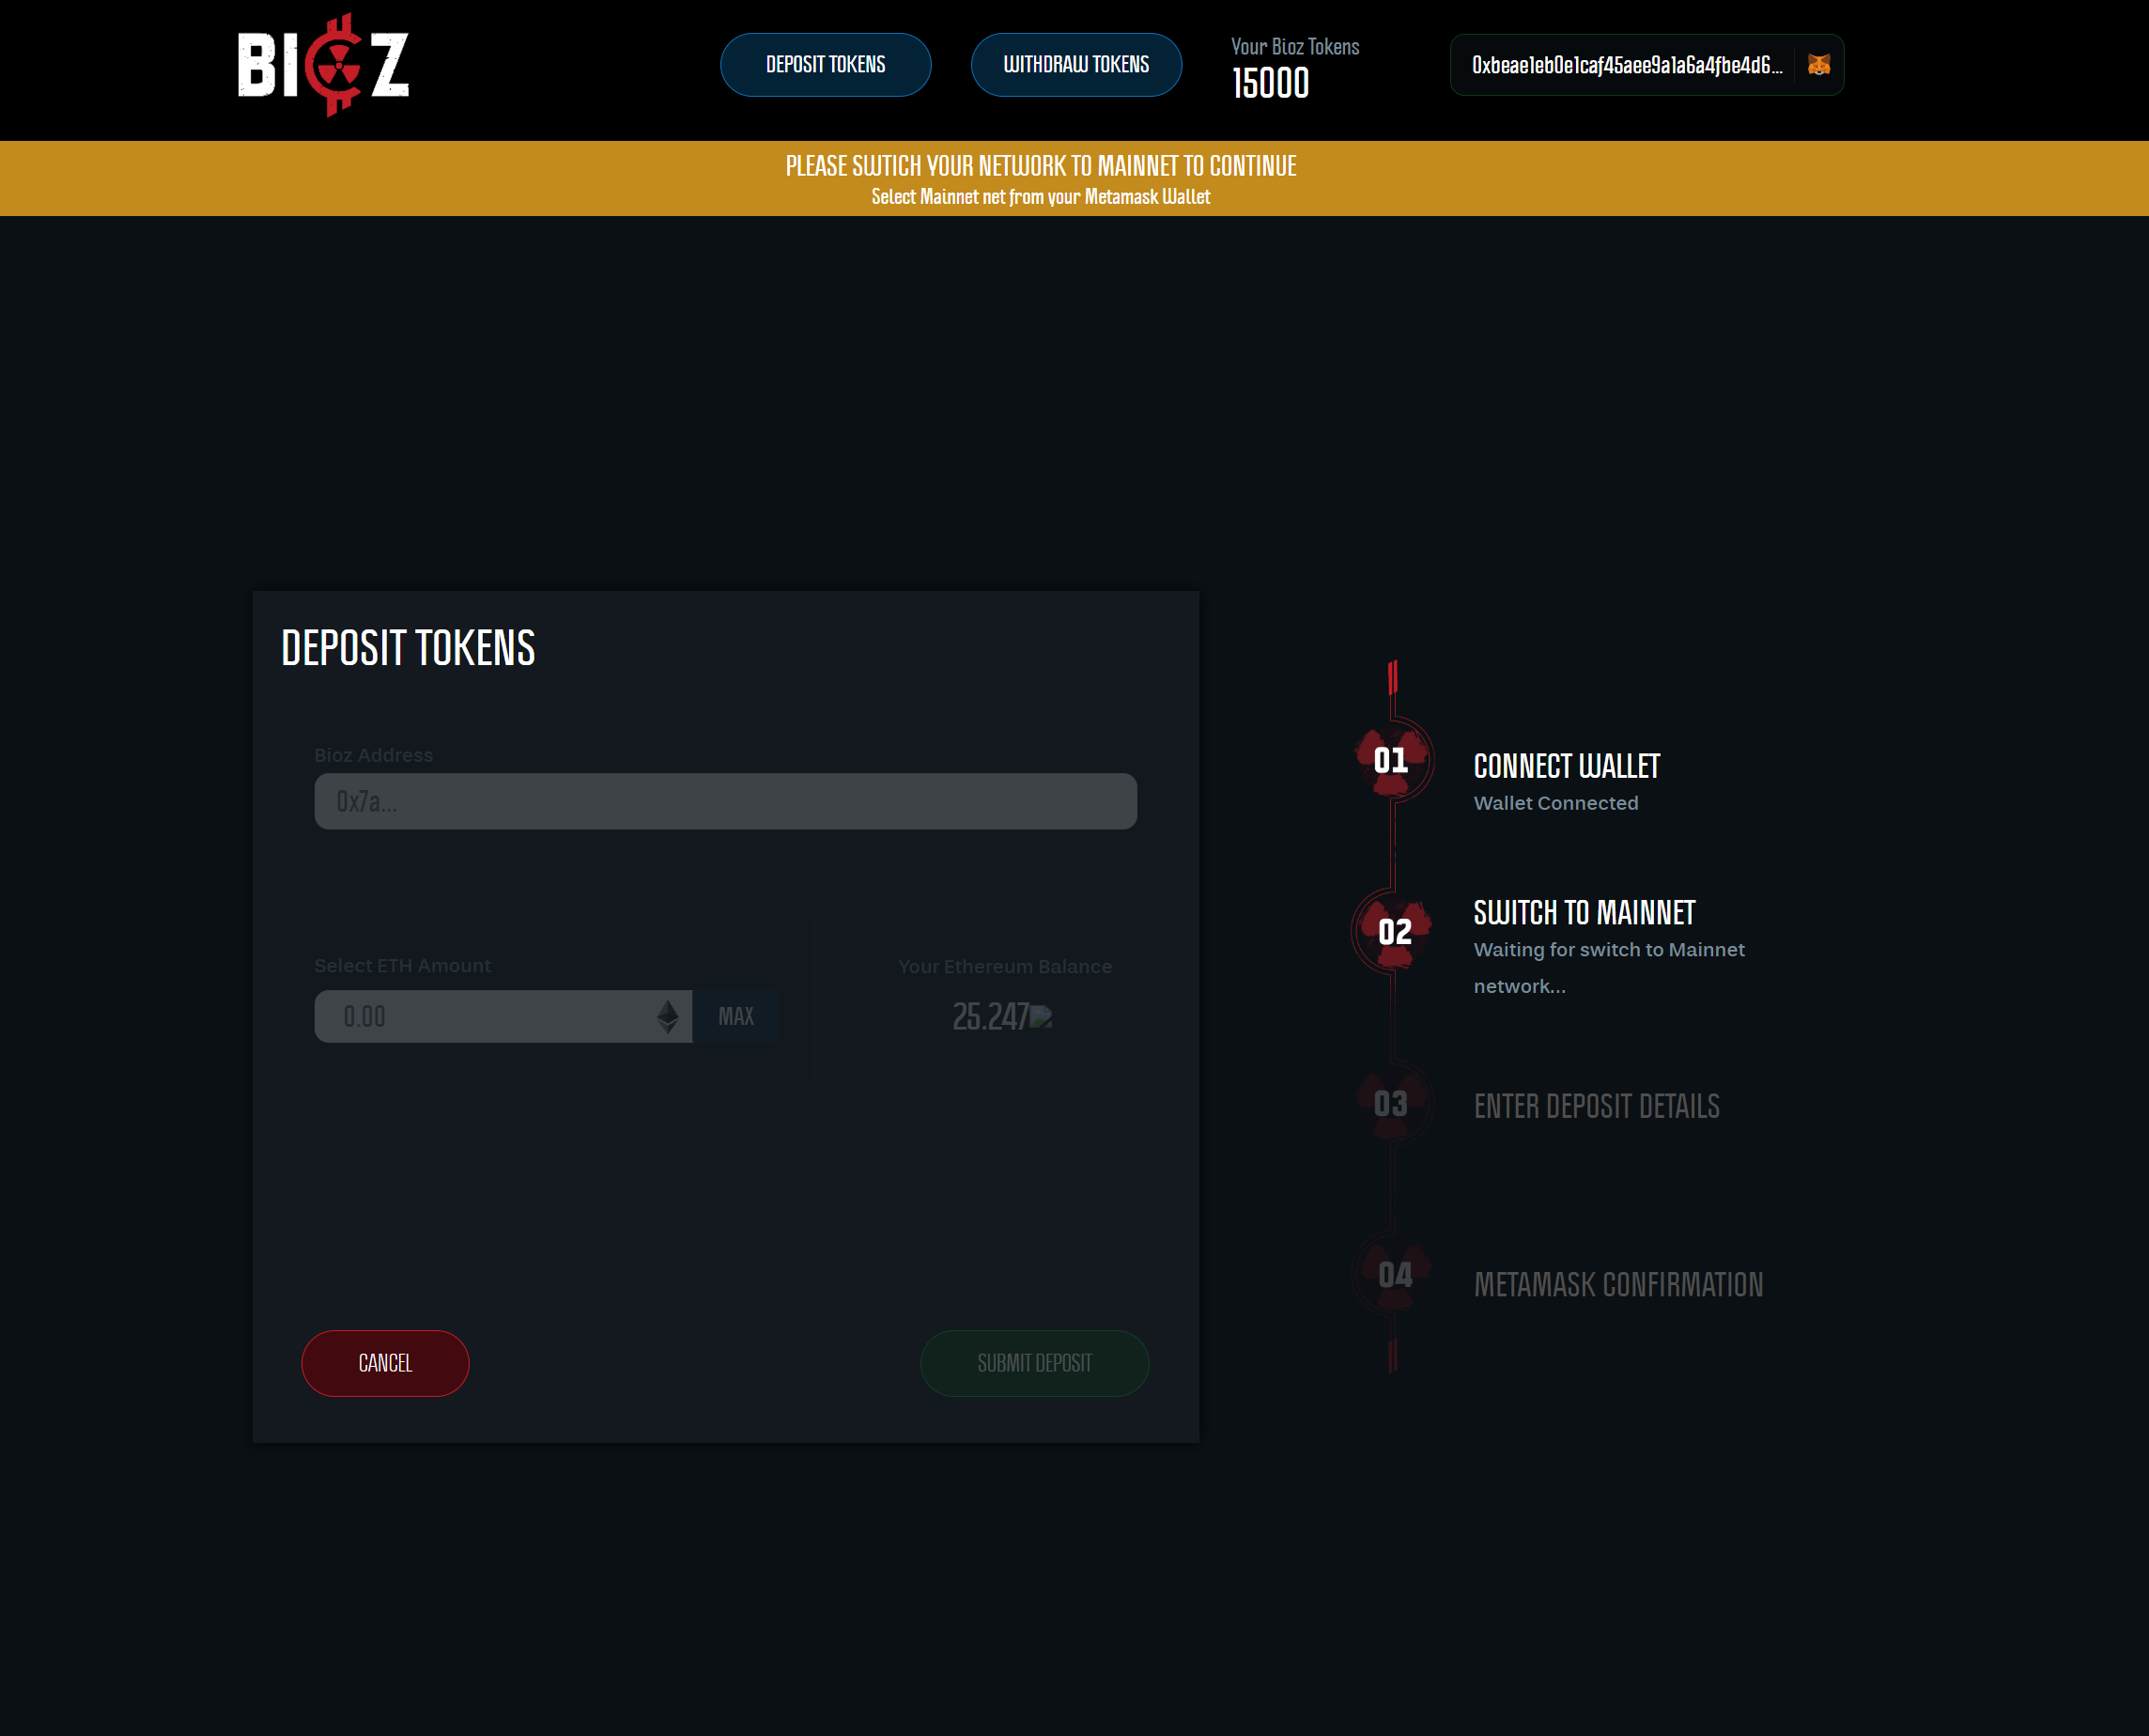 BIOZ
DEPOSIT TOKENS
WITHDRAW TOKENS
Your Bioz Tokens
15000
0xbeae1eb0e1caf45aee9a1a6a4fbe4d6...
PLEASE SWTICH YOUR NETWORK TO MAINNET TO CONTINUE
Select Mainnet net from your Metamask Wallet
DEPOSIT TOKENS
Bioz Address
0x7a...
Select ETH Amount
0.00
MAX
Your Ethereum Balance
25.247
CANCEL
SUBMIT DEPOSIT
01
CONNECT WALLET
Wallet Connected
02
SWITCH TO MAINNET
Waiting for switch to Mainnet
network...
03
ENTER DEPOSIT DETAILS
04
METAMASK CONFIRMATION